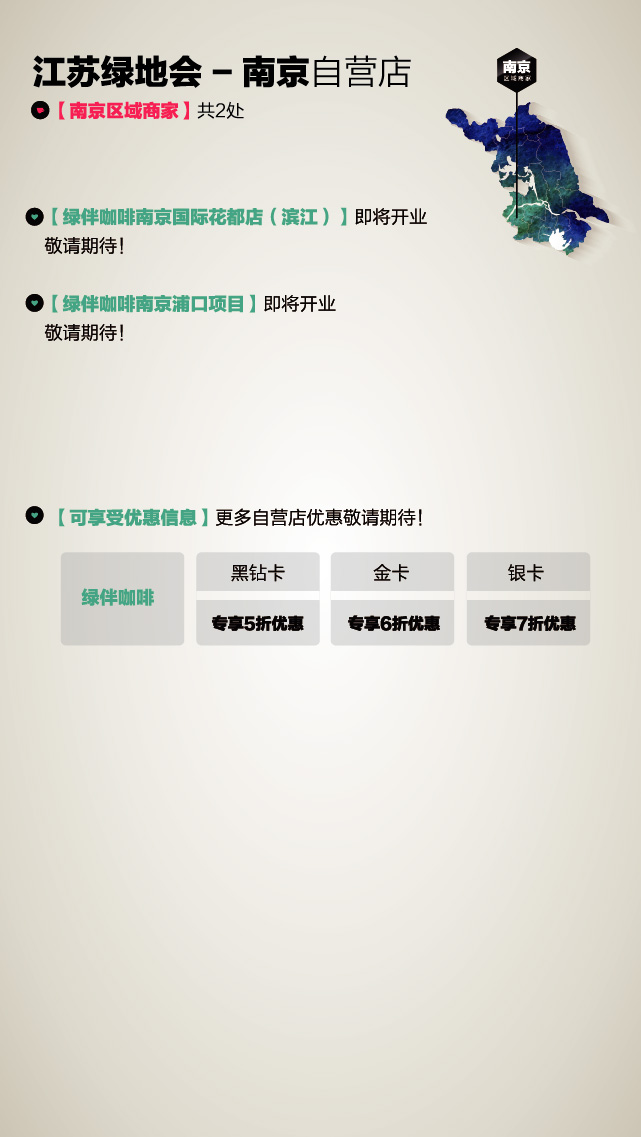 江苏绿地会 – 南京自营店
南京
区域商家
【南京区域商家】共2处
【绿伴咖啡南京国际花都店（滨江）】即将开业
敬请期待！
【绿伴咖啡南京浦口项目】即将开业
敬请期待！
【可享受优惠信息】更多自营店优惠敬请期待！
绿伴咖啡
黑钻卡
金卡
银卡
专享5折优惠
专享6折优惠
专享7折优惠